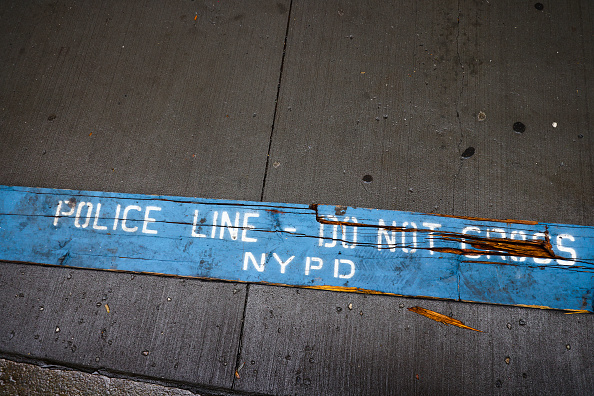 POLICE LINE - DO NOT CROSS
NYPD